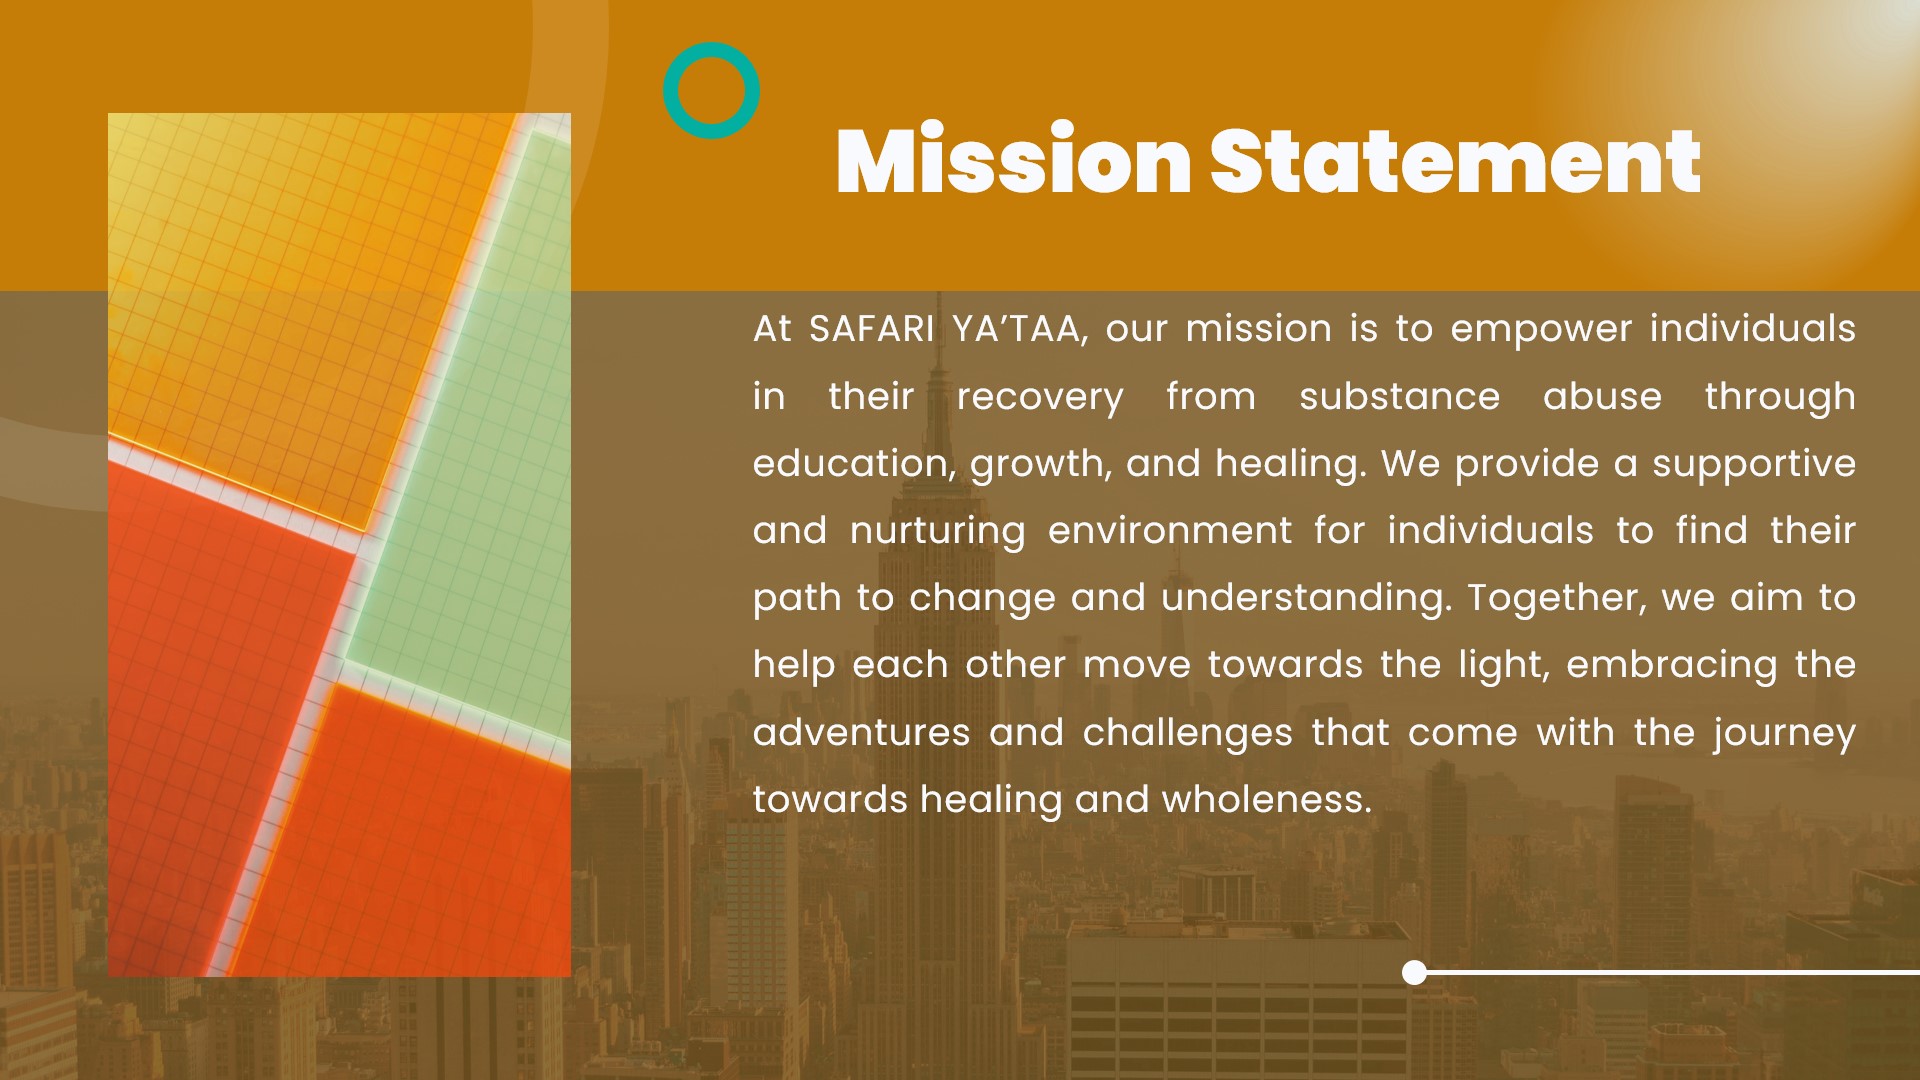 Mission Statement
At SAFARI YA’TAA, our mission is to empower individuals
in their recovery from substance abuse through
education, growth, and healing. We provide a supportive
and nurturing environment for individuals to find their
path to change and understanding. Together, we aim to
help each other move towards the light, embracing the
adventures and challenges that come with the journey
towards healing and wholeness.